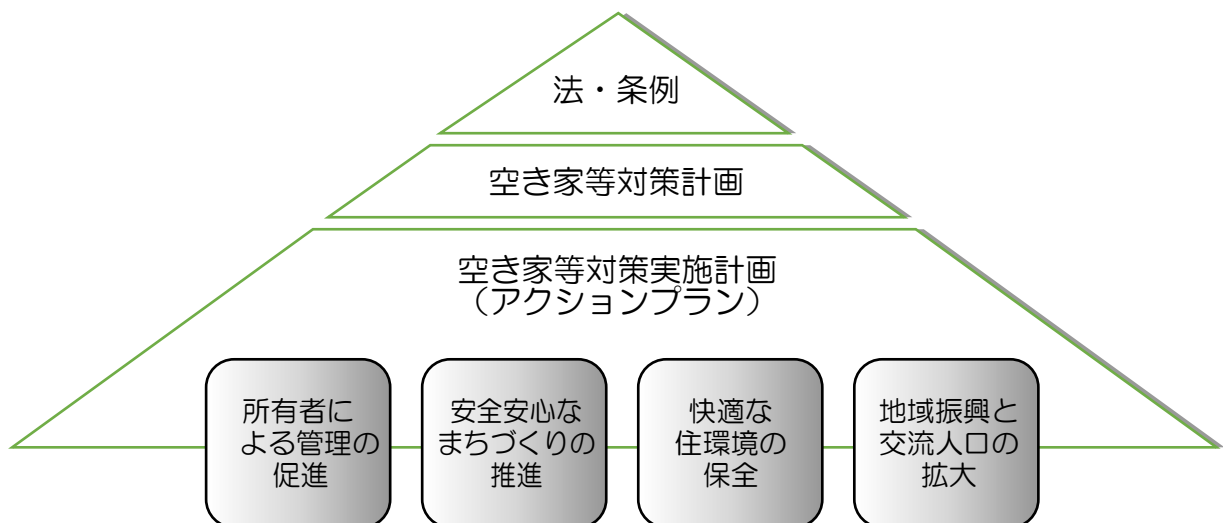 法・条例
空き家等対策計画
空き家等対策実施計画
（アクションプラン）
所有者に
よる管理の
促進
安全安心な
まちづくりの
推進
快適な
住環境の
保全
地域振興と
交流人口の
拡大